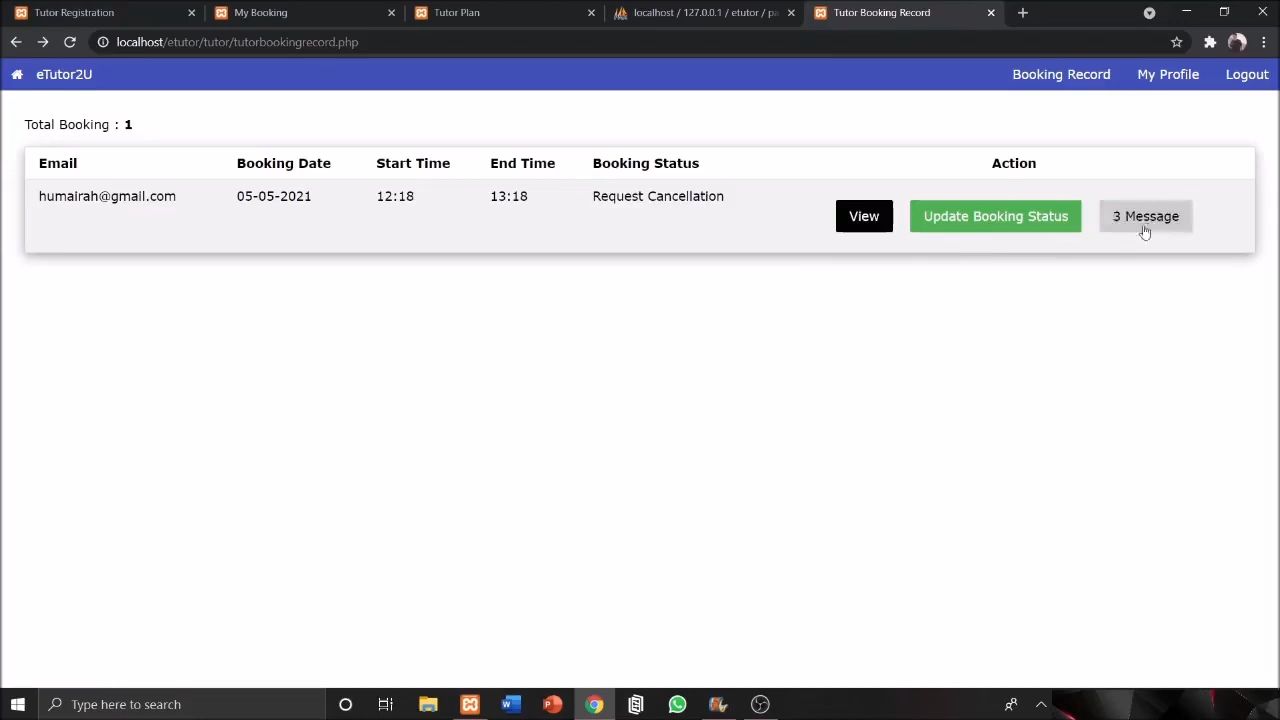 Tutor Registration
My Booking
Tutor Plan
localhost / 127.0.0.1 / etutor / pa
Tutor Booking Record
localhost/etutor/tutor/tutorbookingrecord.php
eTutor2U
Booking Record
My Profile
Logout
Total Booking : 1
Email Booking Date Start Time End Time Booking Status Action
humairah@gmail.com 05-05-2021 12:18 13:18 Request Cancellation
View Update Booking Status 3 Message
Type here to search